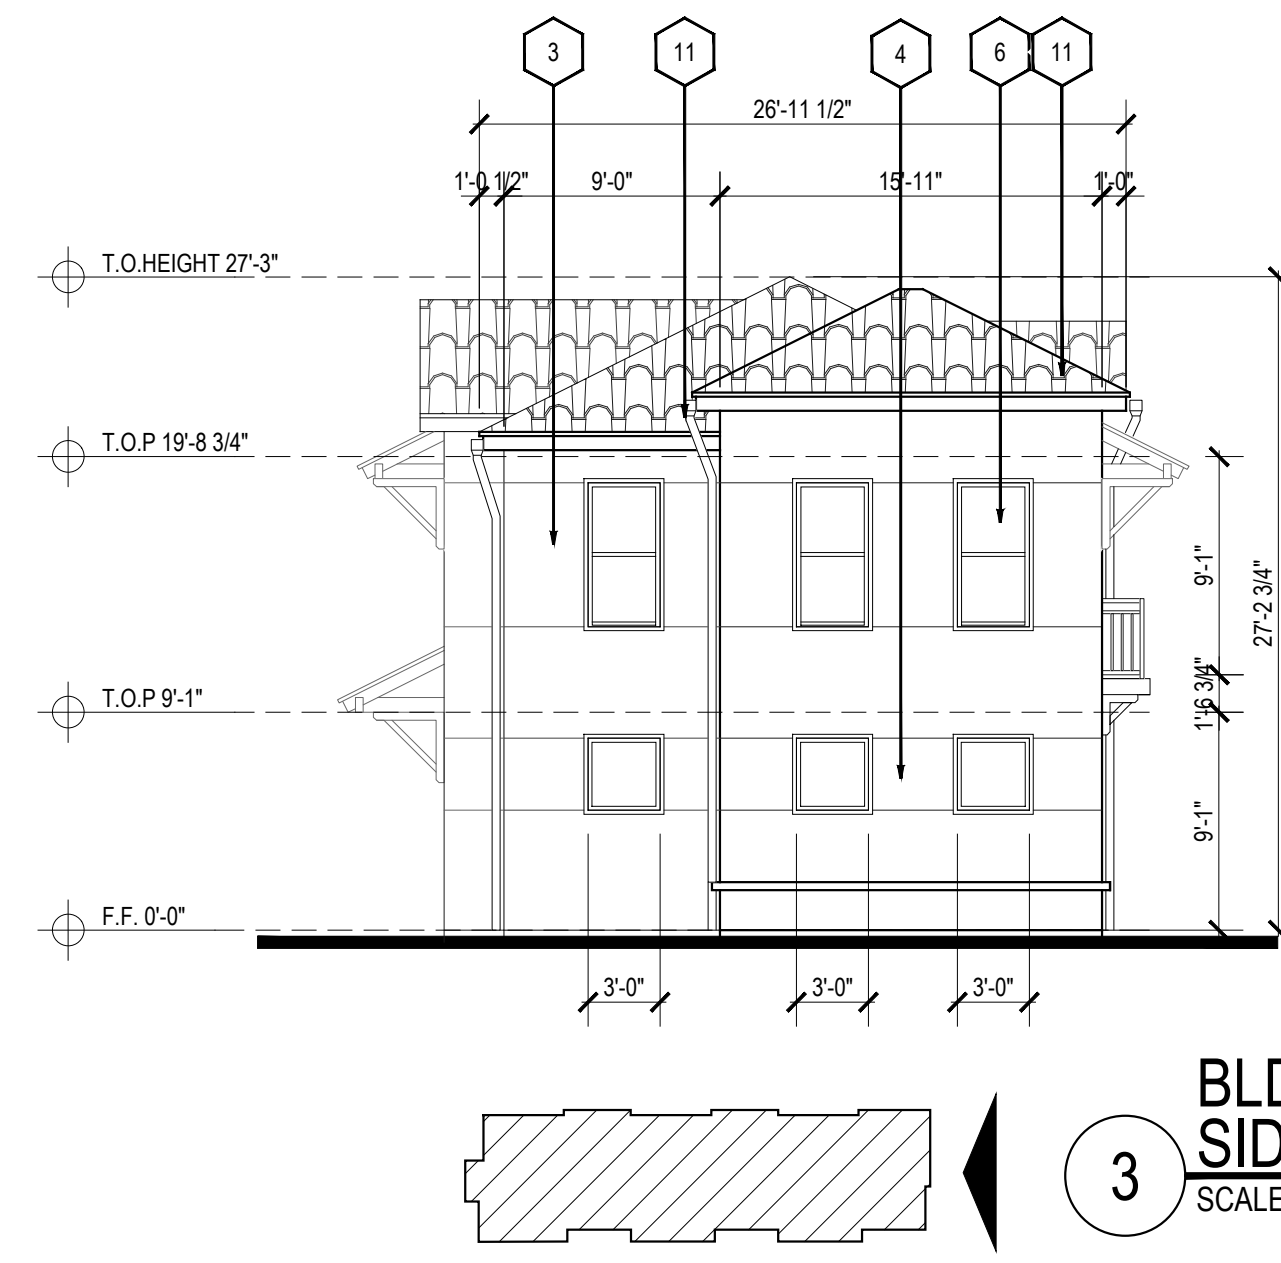 3 11 4 6 11
26'-11 1/2"
1'-0 1/2" 9'-0" 15'-11" 1'-0"
T.O.HEIGHT 27'-3"
T.O.P 19'-8 3/4"
9'-1"
27'-2 3/4"
T.O.P 9'-1"
1'-6 3/4"
9'-1"
F.F. 0'-0"
3'-0" 3'-0" 3'-0"
3
BLD
SID
SCALE